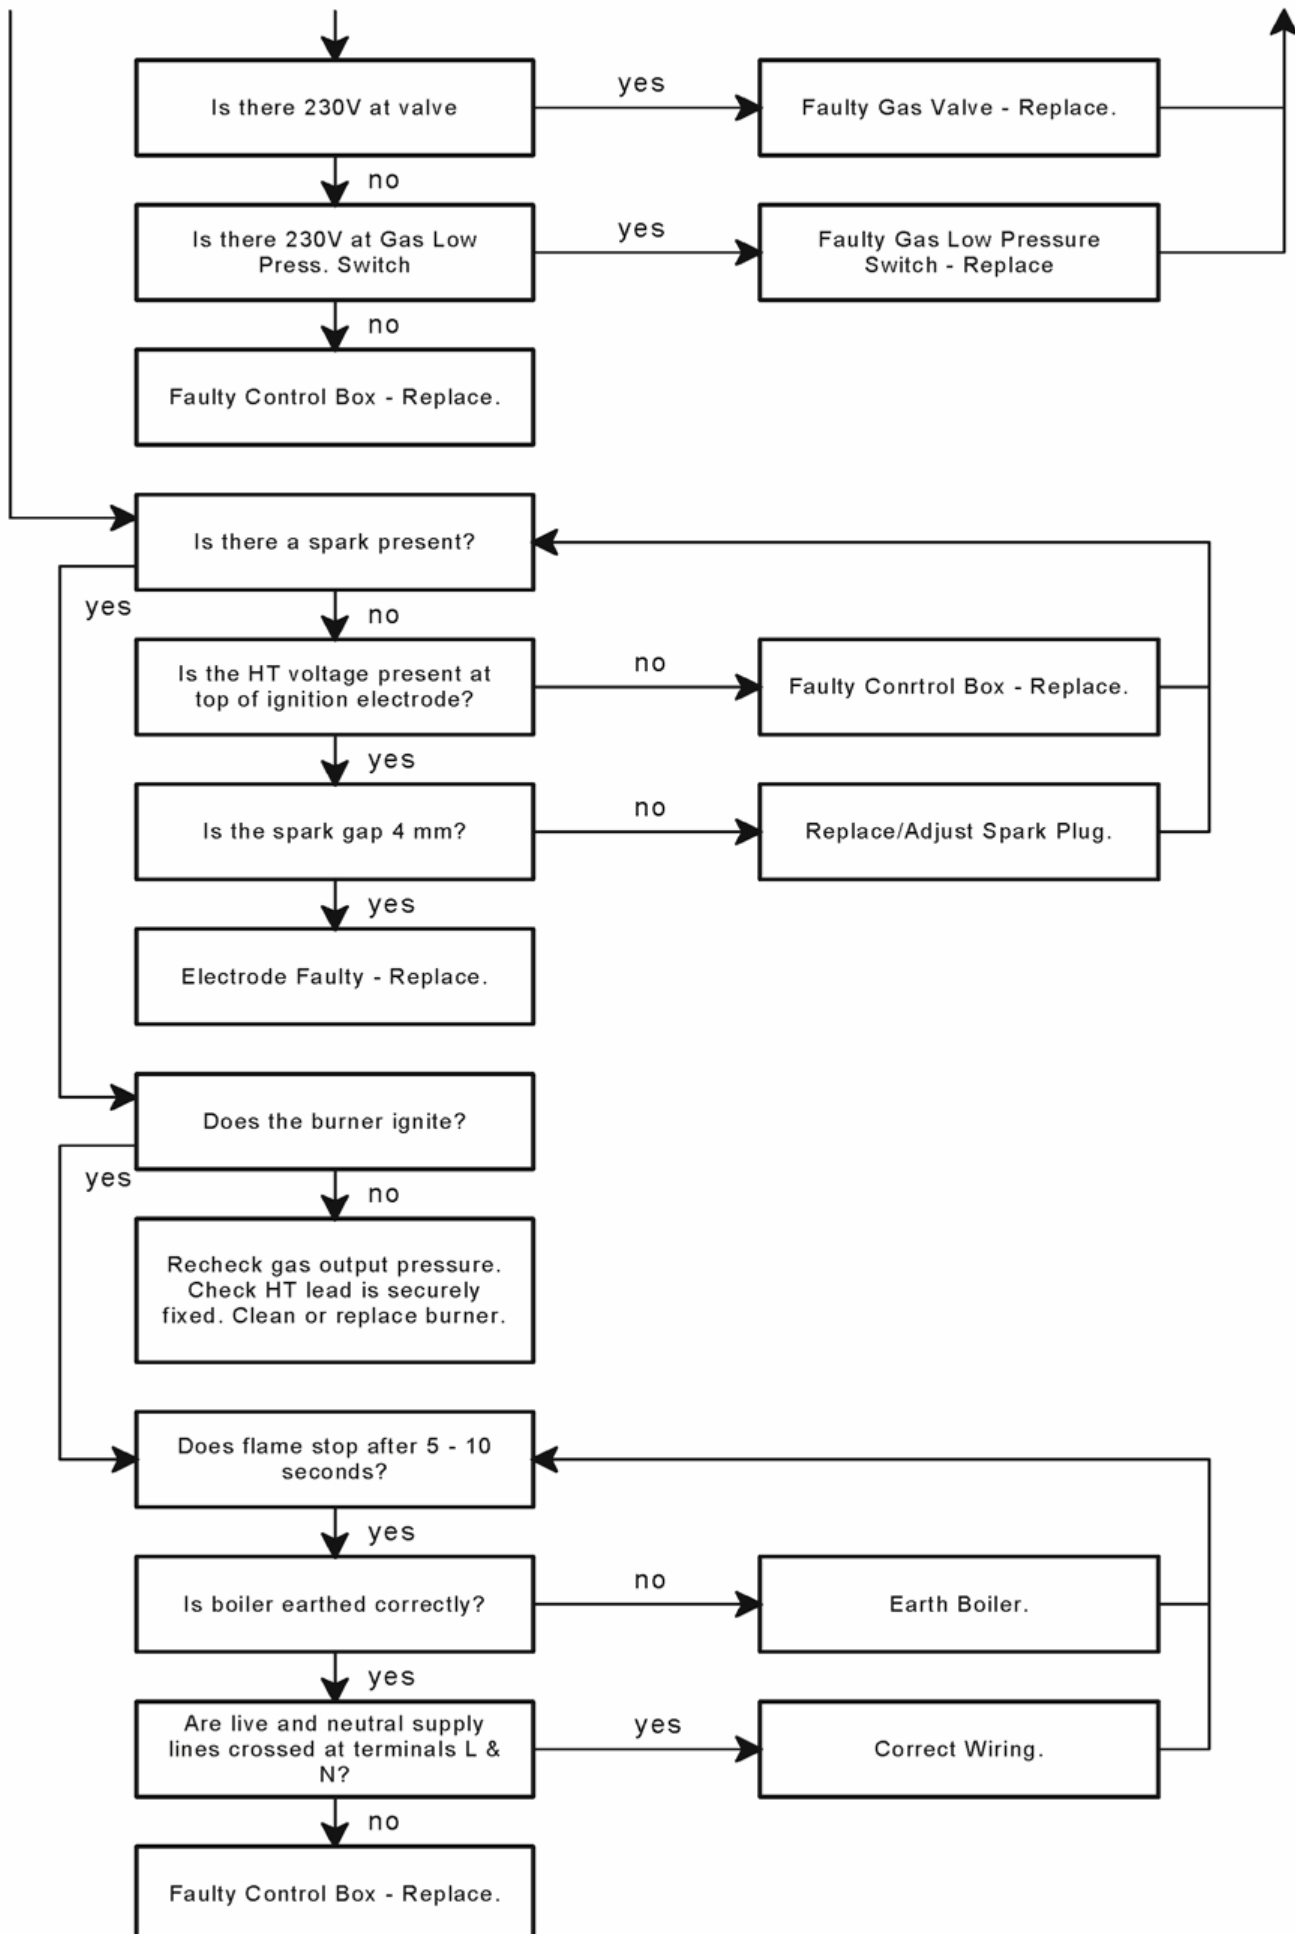 Is there 230V at valve
yes
Faulty Gas Valve - Replace.
no
Is there 230V at Gas Low
Press. Switch
yes
Faulty Gas Low Pressure
Switch - Replace
no
Faulty Control Box - Replace.
Is there a spark present?
yes
no
Is the HT voltage present at
top of ignition electrode?
no
Faulty Conrtrol Box - Replace.
yes
Is the spark gap 4 mm?
no
Replace/Adjust Spark Plug.
yes
Electrode Faulty - Replace.
Does the burner ignite?
yes
no
Recheck gas output pressure.
Check HT lead is securely
fixed. Clean or replace burner.
Does flame stop after 5 - 10
seconds?
yes
Is boiler earthed correctly?
no
Earth Boiler.
yes
Are live and neutral supply
lines crossed at terminals L &
N?
yes
Correct Wiring.
no
Faulty Control Box - Replace.